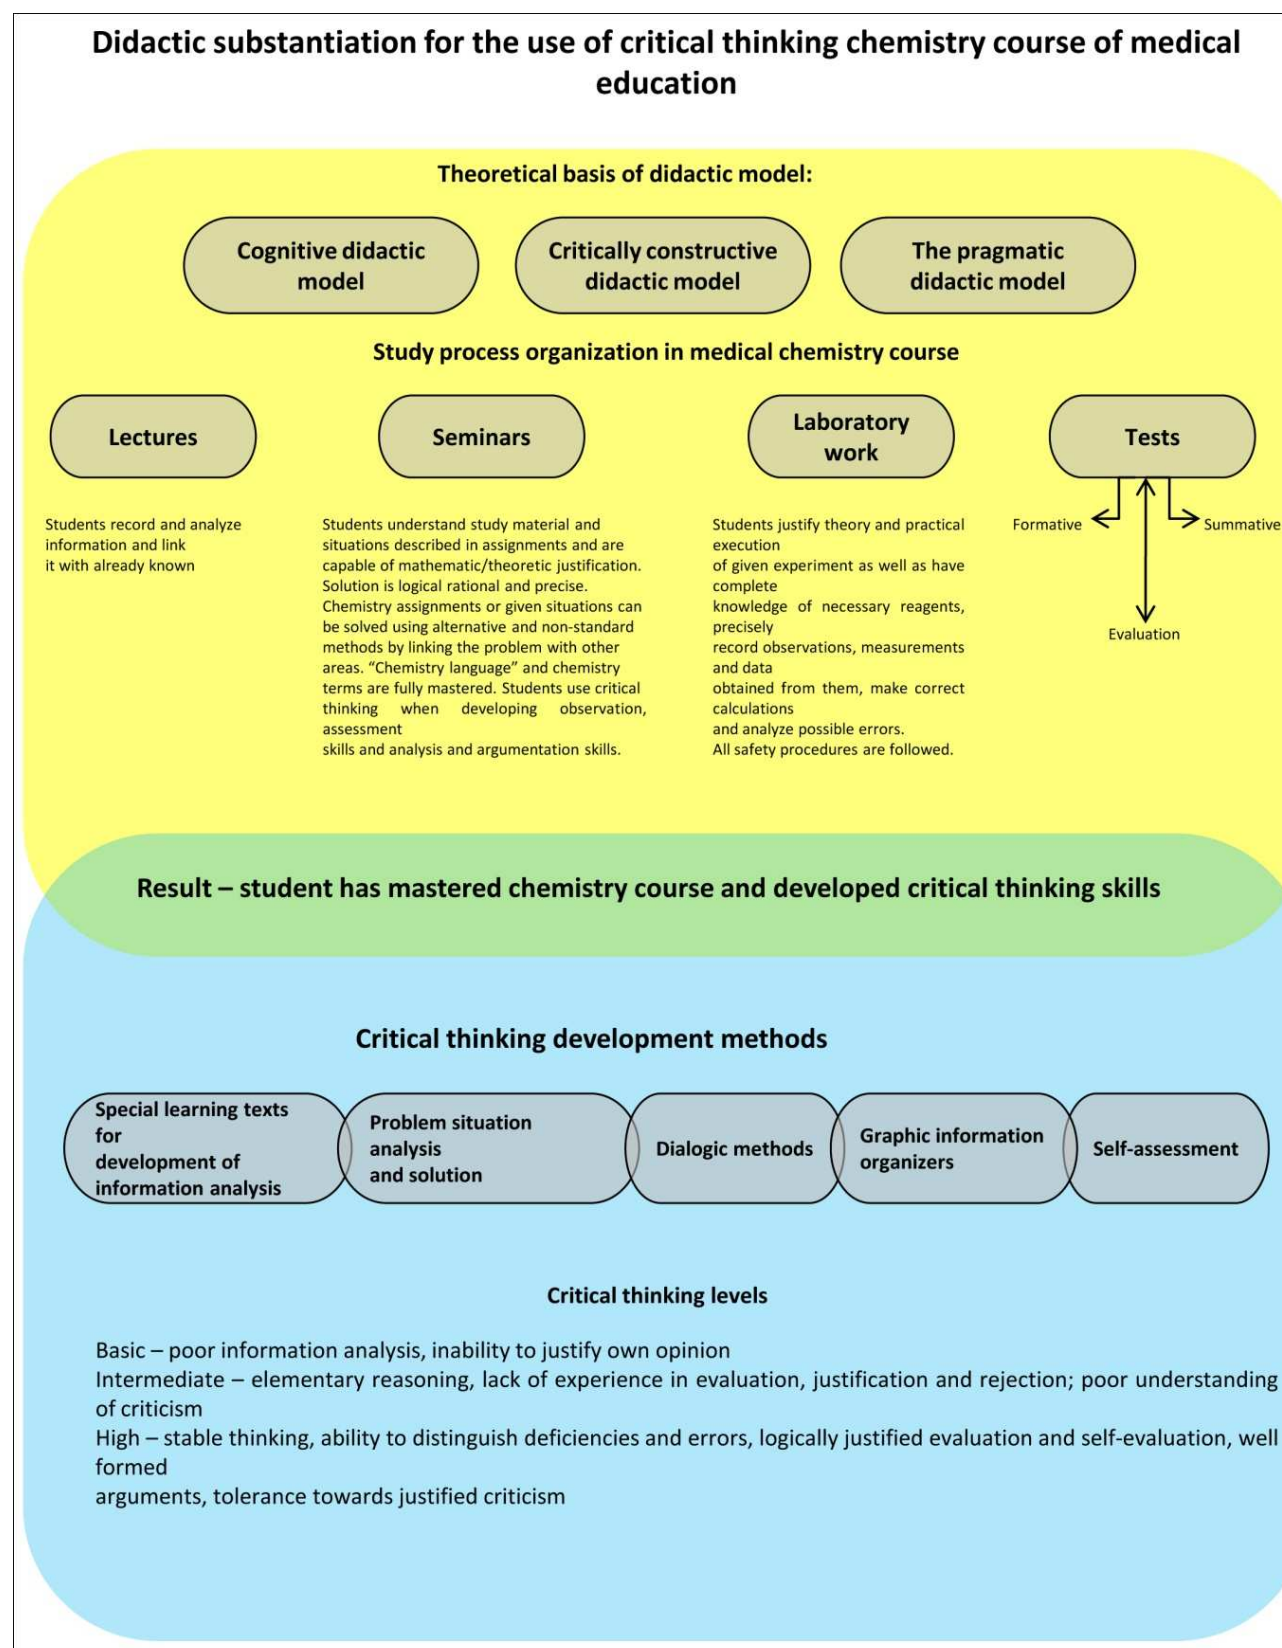 Didactic substantiation for the use of critical thinking chemistry course of medical
education
Theoretical basis of didactic model:
Cognitive didactic
model
Critically constructive
didactic model
The pragmatic
didactic model
Study process organization in medical chemistry course
Lectures
Seminars
Laboratory
work
Tests
Students record and analyze
information and link
it with already known
Students understand study material and
situations described in assignments and are
capable of mathematic/theoretic justification.
Solution is logical rational and precise.
Chemistry assignments or given situations can
be solved using alternative and non-standard
methods by linking the problem with other
areas. “Chemistry language” and chemistry
terms are fully mastered. Students use critical
thinking when developing observation,
assessment
skills and analysis and argumentation skills.
Students justify theory and practical
execution
of given experiment as well as have
complete
knowledge of necessary reagents,
precisely
record observations, measurements
and data
obtained from them, make correct
calculations
and analyze possible errors.
All safety procedures are followed.
Formative
Summative
Evaluation
Result – student has mastered chemistry course and developed critical thinking skills
Critical thinking development methods
Special learning texts
for
development of
information analysis
Problem situation
analysis
and solution
Dialogic methods
Graphic information
organizers
Self-assessment
Critical thinking levels
Basic – poor information analysis, inability to justify own opinion
Intermediate – elementary reasoning, lack of experience in evaluation, justification and rejection; poor understanding
of criticism
High – stable thinking, ability to distinguish deficiencies and errors, logically justified evaluation and self-evaluation, well
formed
arguments, tolerance towards justified criticism